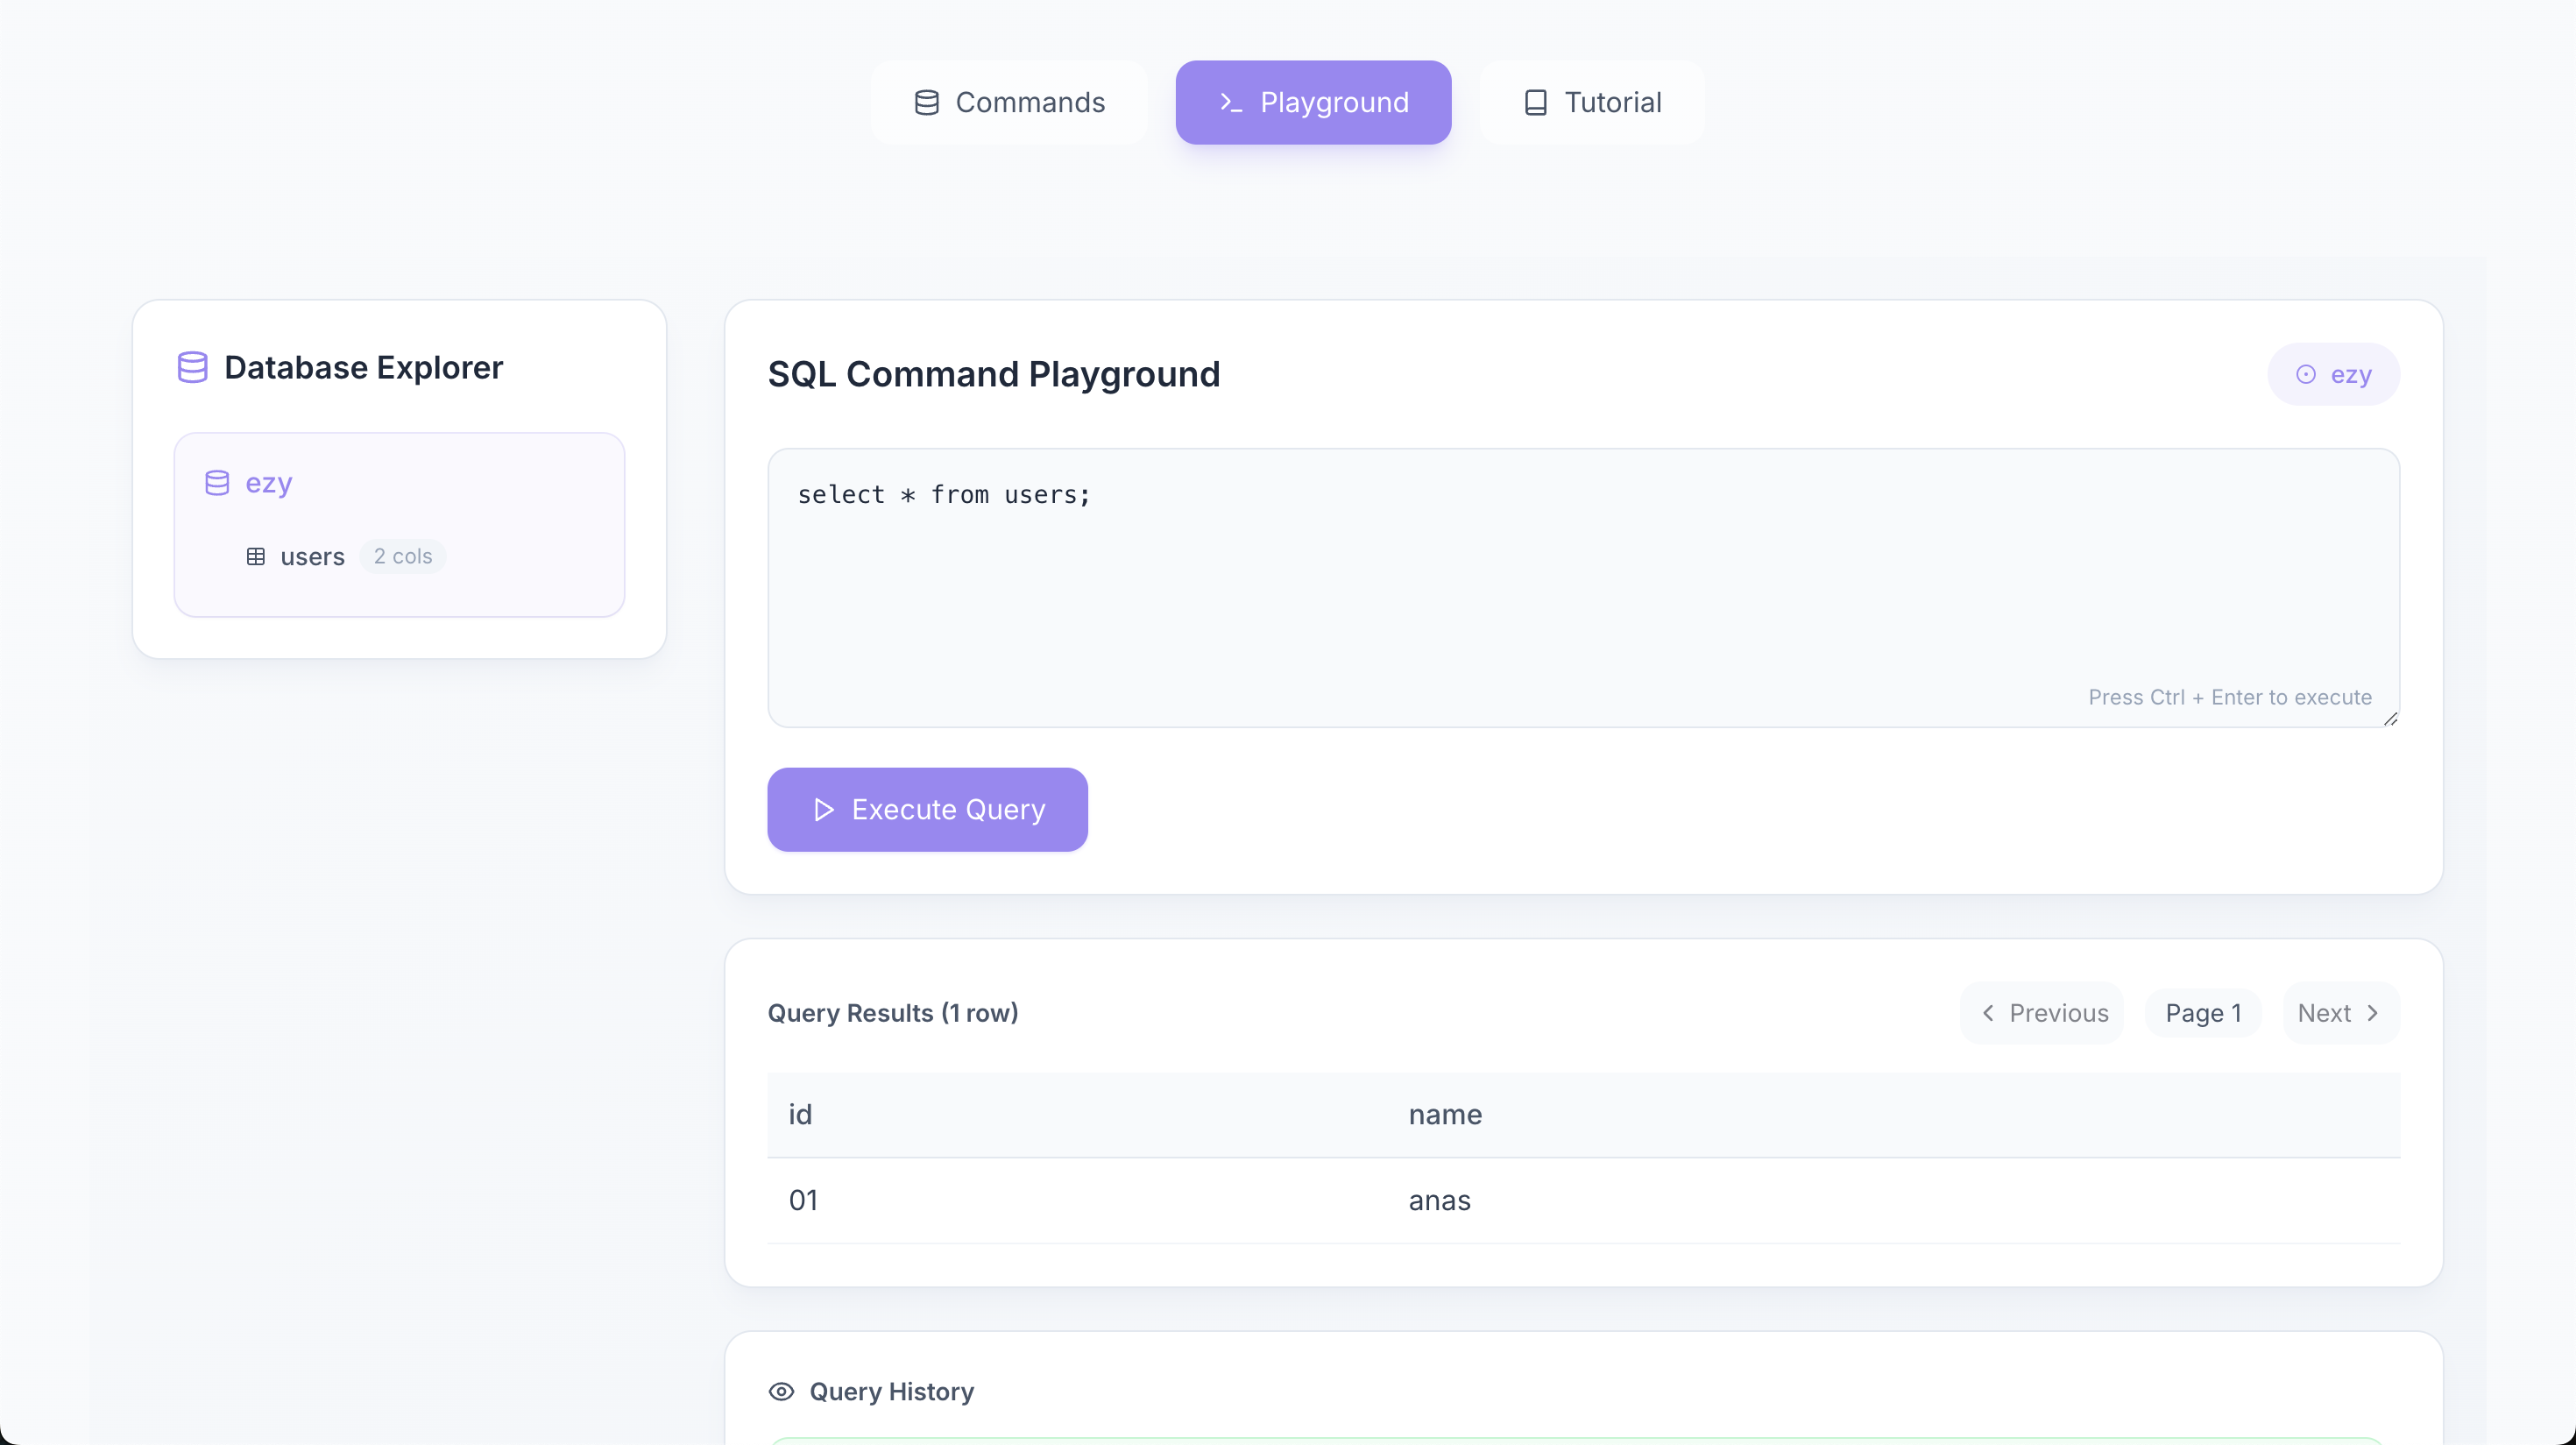 Commands
Playground
Tutorial
Database Explorer
ezy
users 2 cols
SQL Command Playground
ezy
select * from users;
Press Ctrl + Enter to execute
Execute Query
Query Results (1 row)
Previous
Page 1
Next
id name
01 anas
Query History